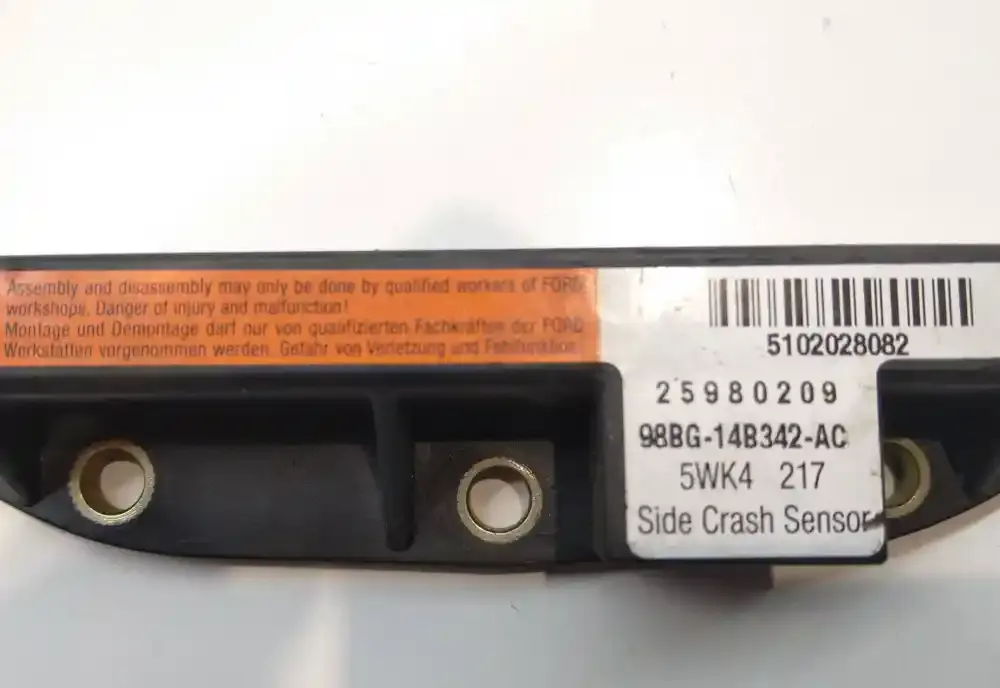 Assembly and disassembly may only be done by qualified workers of FORD
workshops. Danger of injury and malfunction!
Montage und Demontage darf nur von qualifizierten Fachkräften der FORD
Werkstätten vorgenommen werden. Gefahr von Verletzung und Fehlfunktion!
5102028082
25980209
98BG-14B342-AC
5WK4 217
Side Crash Sensor